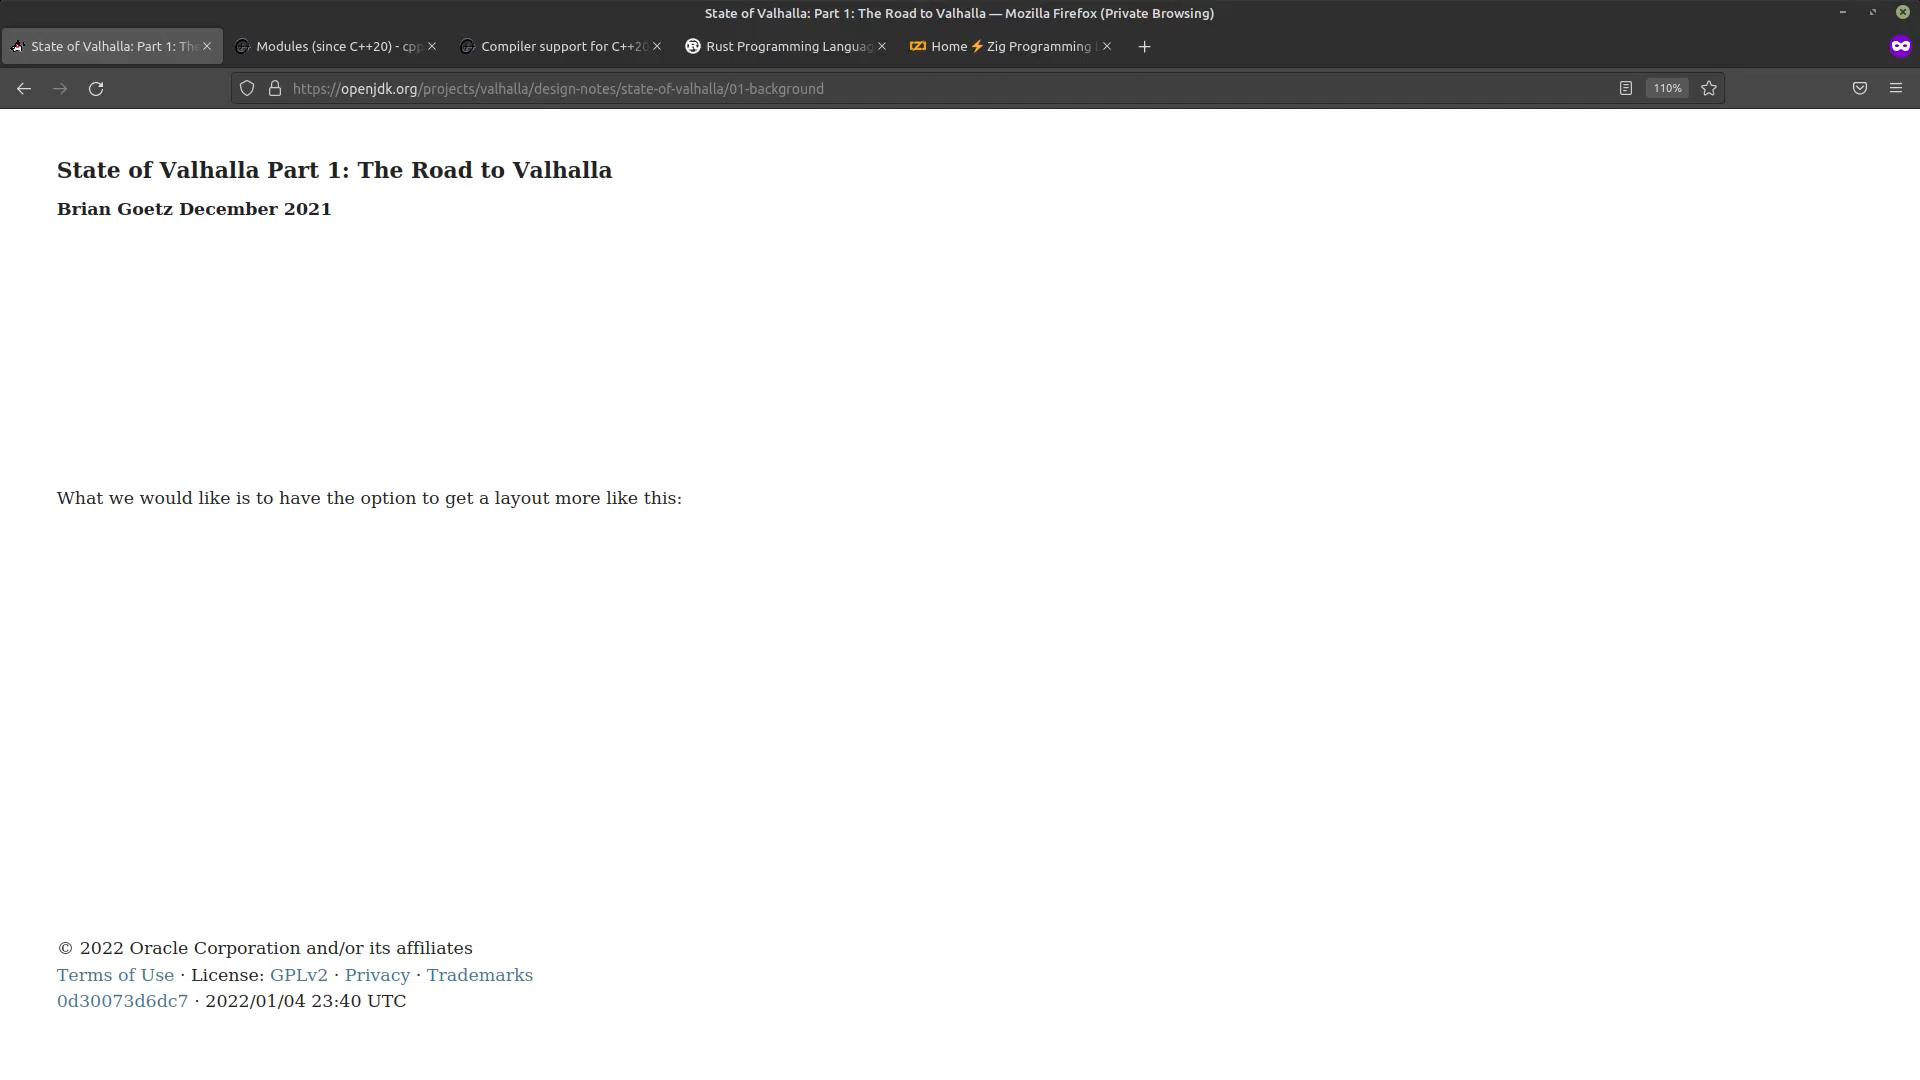 State of Valhalla: Part 1: The Road to Valhalla — Mozilla Firefox (Private Browsing)
State of Valhalla: Part 1: The
Modules (since C++20) - cpp
Compiler support for C++20
Rust Programming Languag
Home ⚡ Zig Programming
https://openjdk.org/projects/valhalla/design-notes/state-of-valhalla/01-background
110%
State of Valhalla Part 1: The Road to Valhalla
Brian Goetz December 2021
What we would like is to have the option to get a layout more like this:
© 2022 Oracle Corporation and/or its affiliates
Terms of Use · License: GPLv2 · Privacy · Trademarks
0d30073d6dc7 · 2022/01/04 23:40 UTC